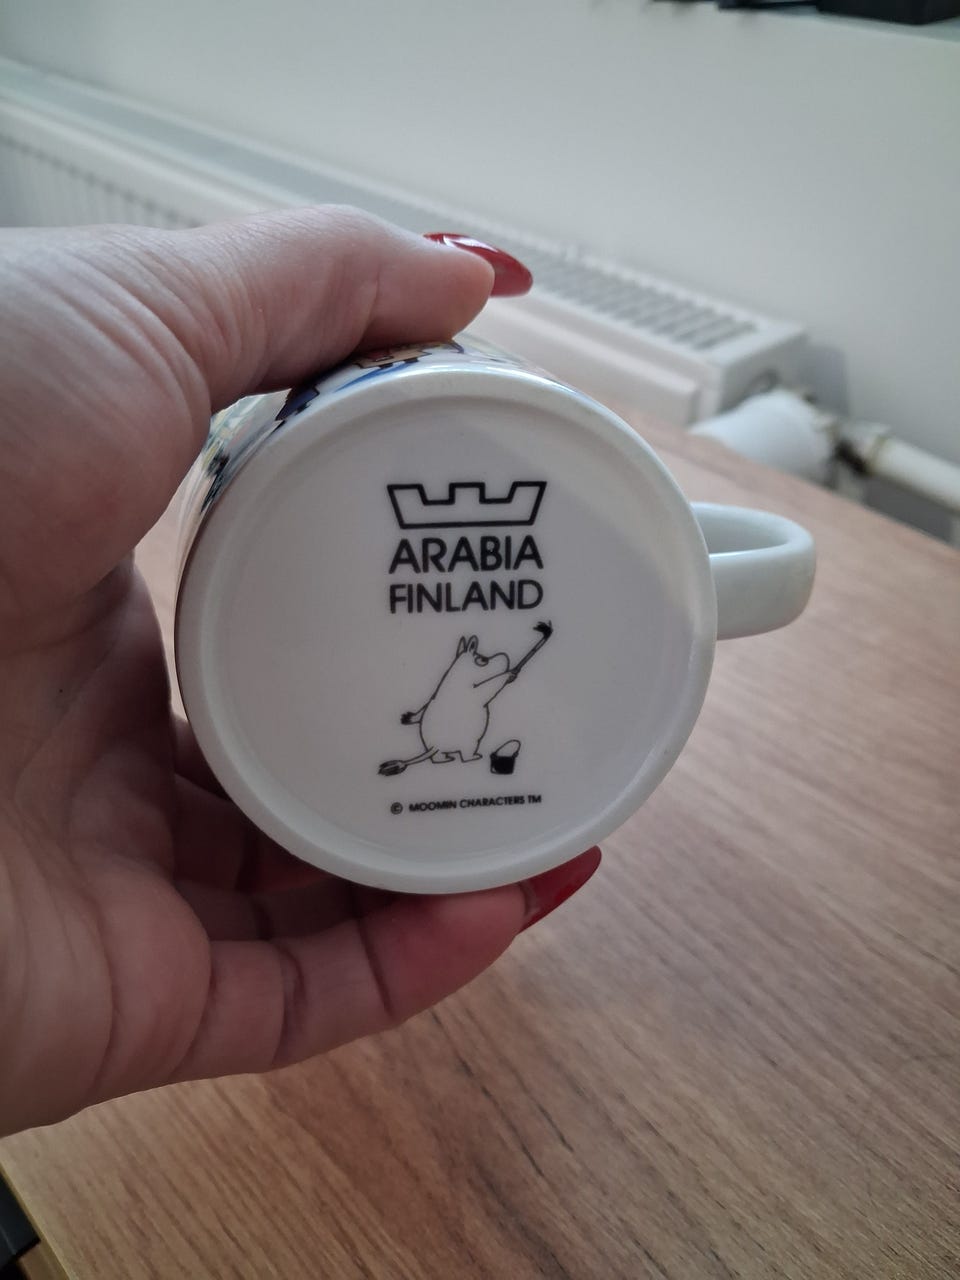 ARABIA
FINLAND
© MOOMIN CHARACTERS ™